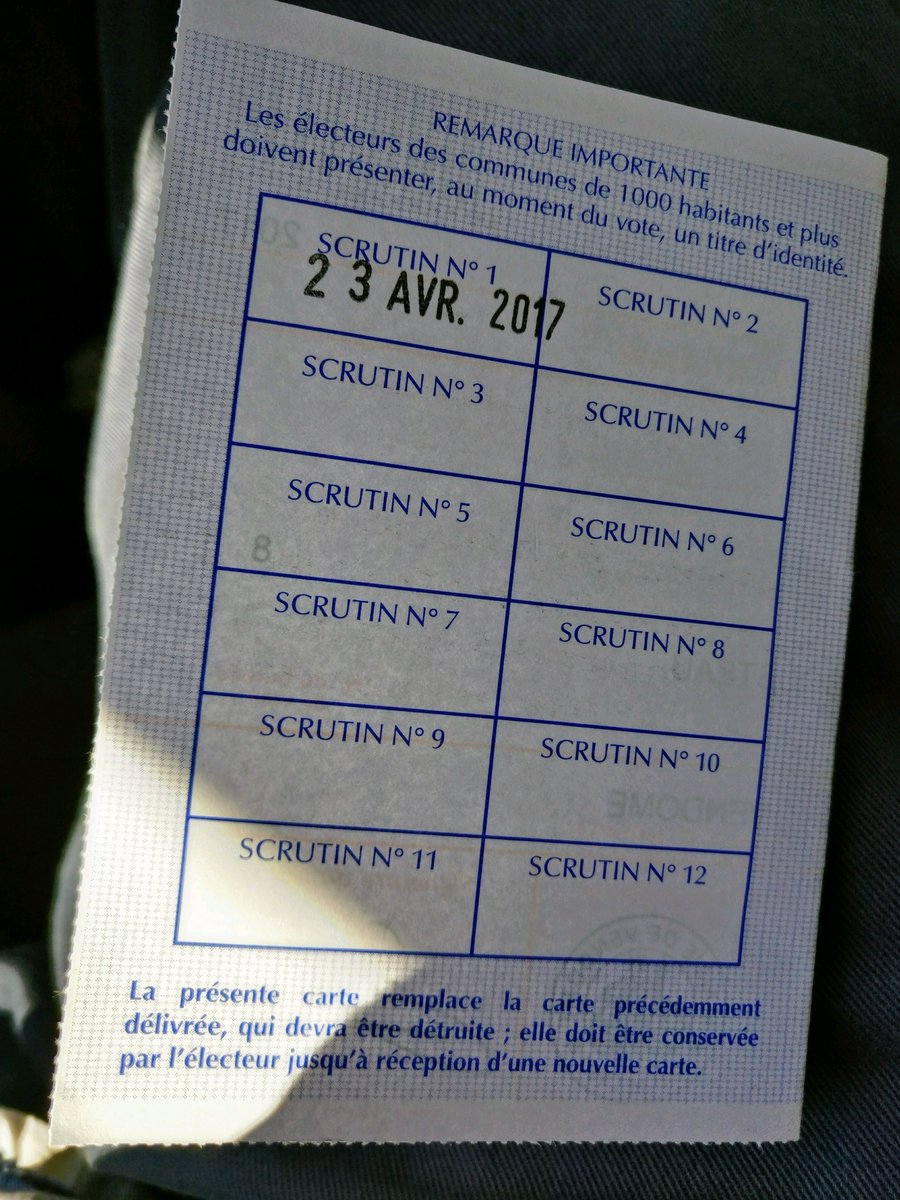 REMARQUE IMPORTANTE
Les électeurs des communes de 1000 habitants et plus
doivent présenter, au moment du vote, un titre d'identité.
SCRUTIN N° 1
23 AVR. 2017
SCRUTIN N° 2
SCRUTIN N° 3
SCRUTIN N° 4
SCRUTIN N° 5
SCRUTIN N° 6
SCRUTIN N° 7
SCRUTIN N° 8
SCRUTIN N° 9
SCRUTIN N° 10
SCRUTIN N° 11
SCRUTIN N° 12
La présente carte remplace la carte précédemment
délivrée, qui devra être détruite ; elle doit être conservée
par l'électeur jusqu'à réception d'une nouvelle carte.